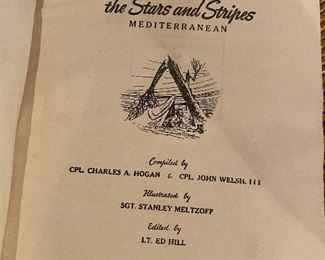 the Stars and Stripes
MEDITERRANEAN
Compiled by
CPL. CHARLES A. HOGAN & CPL. JOHN WELSH, III
Illustrated by
SGT. STANLEY MELTZOFF
Edited by
LT. ED HILL